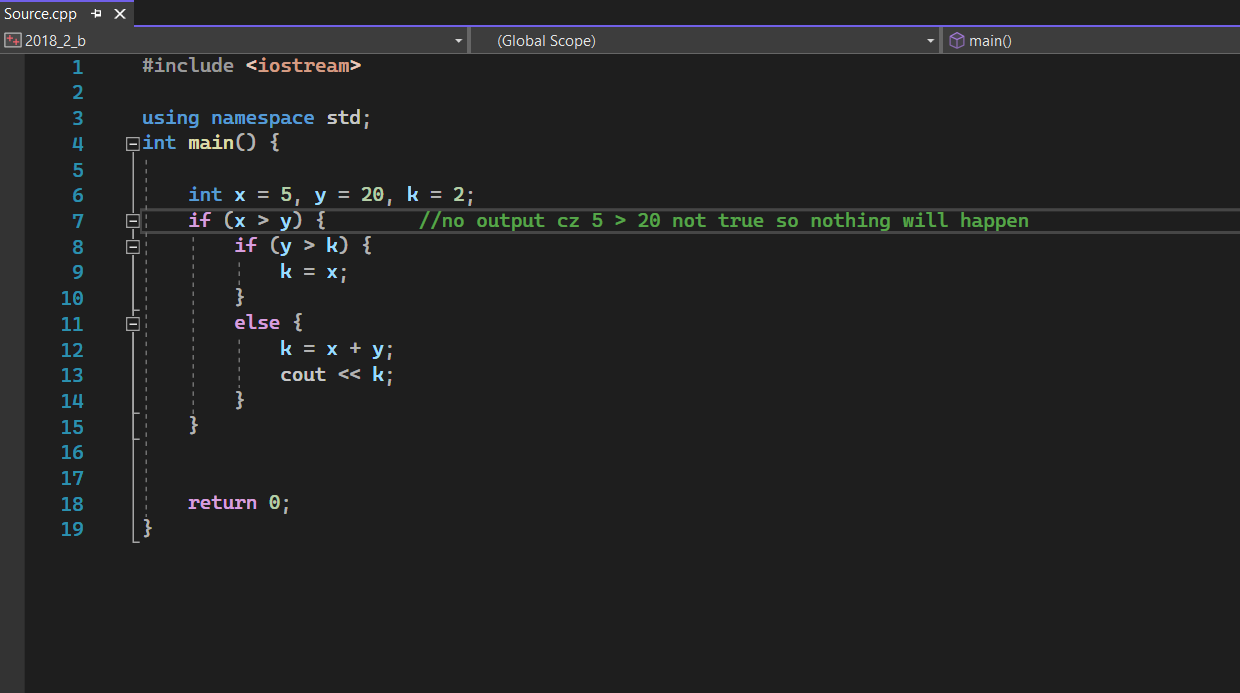 Source.cpp
2018_2_b (Global Scope) main()
1 #include <iostream>
2
3 using namespace std;
4 int main() {
5
6 int x = 5, y = 20, k = 2;
7 if (x > y) { //no output cz 5 > 20 not true so nothing will happen
8 if (y > k) {
9 k = x;
10 }
11 else {
12 k = x + y;
13 cout << k;
14 }
15 }
16
17
18 return 0;
19 }